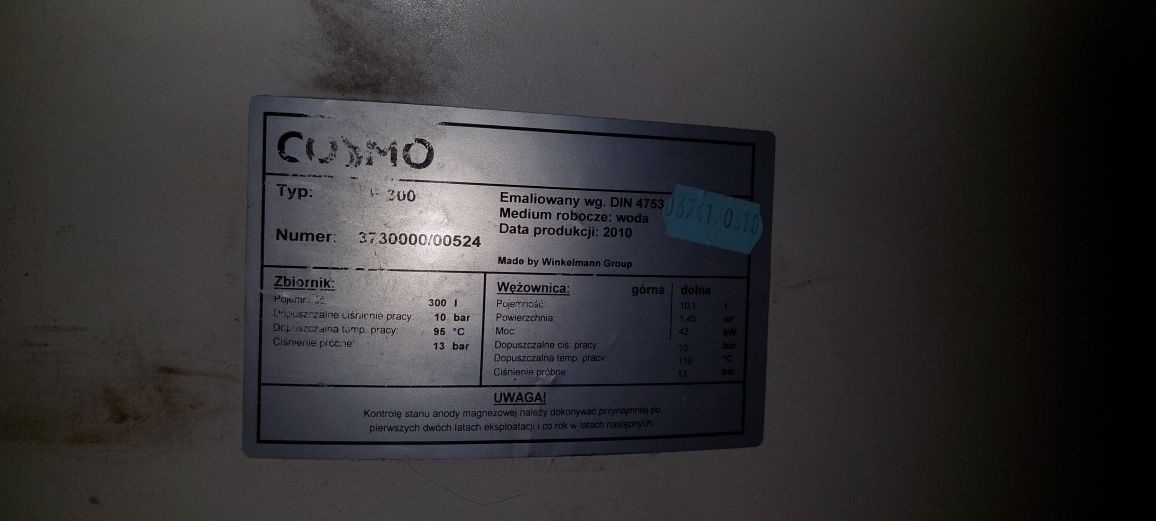 COSMO
Typ: 300
Numer: 3730000/00524
Emaliowany wg. DIN 4753
Medium robocze: woda
Data produkcji: 2010
Made by Winkelmann Group
06741/0310
Zbiornik:
Pojemność: 300 l
Dopuszczalne ciśnienie pracy: 10 bar
Dopuszczalna temp. pracy: 95 °C
Ciśnienie próbne: 13 bar
Wężownica: górna dolna
Pojemność: 10,1 l
Powierzchnia: 1,45 m²
Moc: 42 kW
Dopuszczalne ciś. pracy: 10 bar
Dopuszczalna temp. pracy: 110 °C
Ciśnienie próbne: 13 bar
UWAGA!
Kontrolę stanu anody magnezowej należy dokonywać przynajmniej po
pierwszych dwóch latach eksploatacji i co rok w latach następnych.